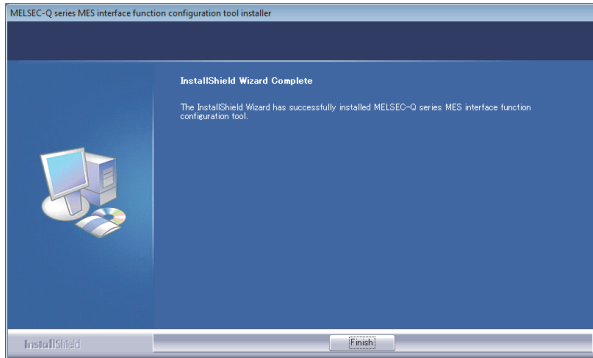 MELSEC-Q series MES interface function configuration tool installer
InstallShield Wizard Complete
The InstallShield Wizard has successfully installed MELSEC-Q series MES interface function
configuration tool.
InstallShield
Finish